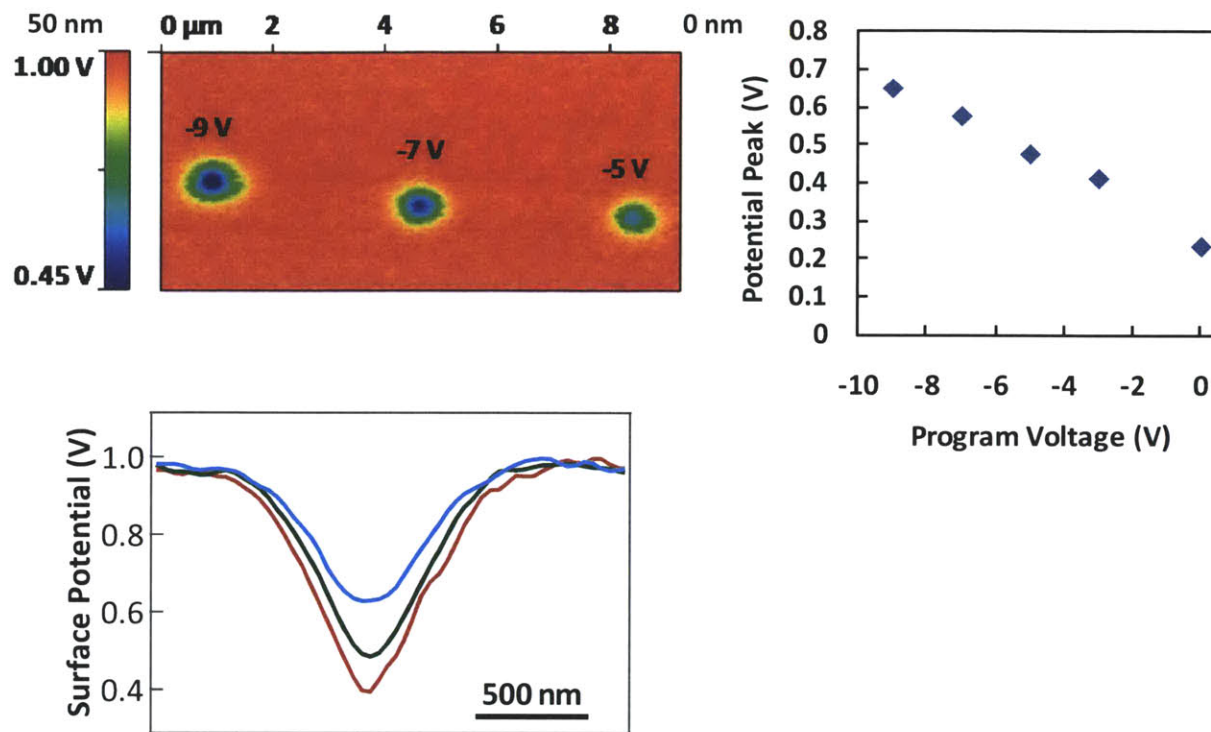 50 nm
0 µm 2 4 6 8
0 nm
1.00 V
0.45 V
-9 V
-7 V
-5 V
Potential Peak (V)
0.8
0.7
0.6
0.5
0.4
0.3
0.2
0.1
0
-10 -8 -6 -4 -2 0
Program Voltage (V)
Surface Potential (V)
1.0
0.8
0.6
0.4
500 nm